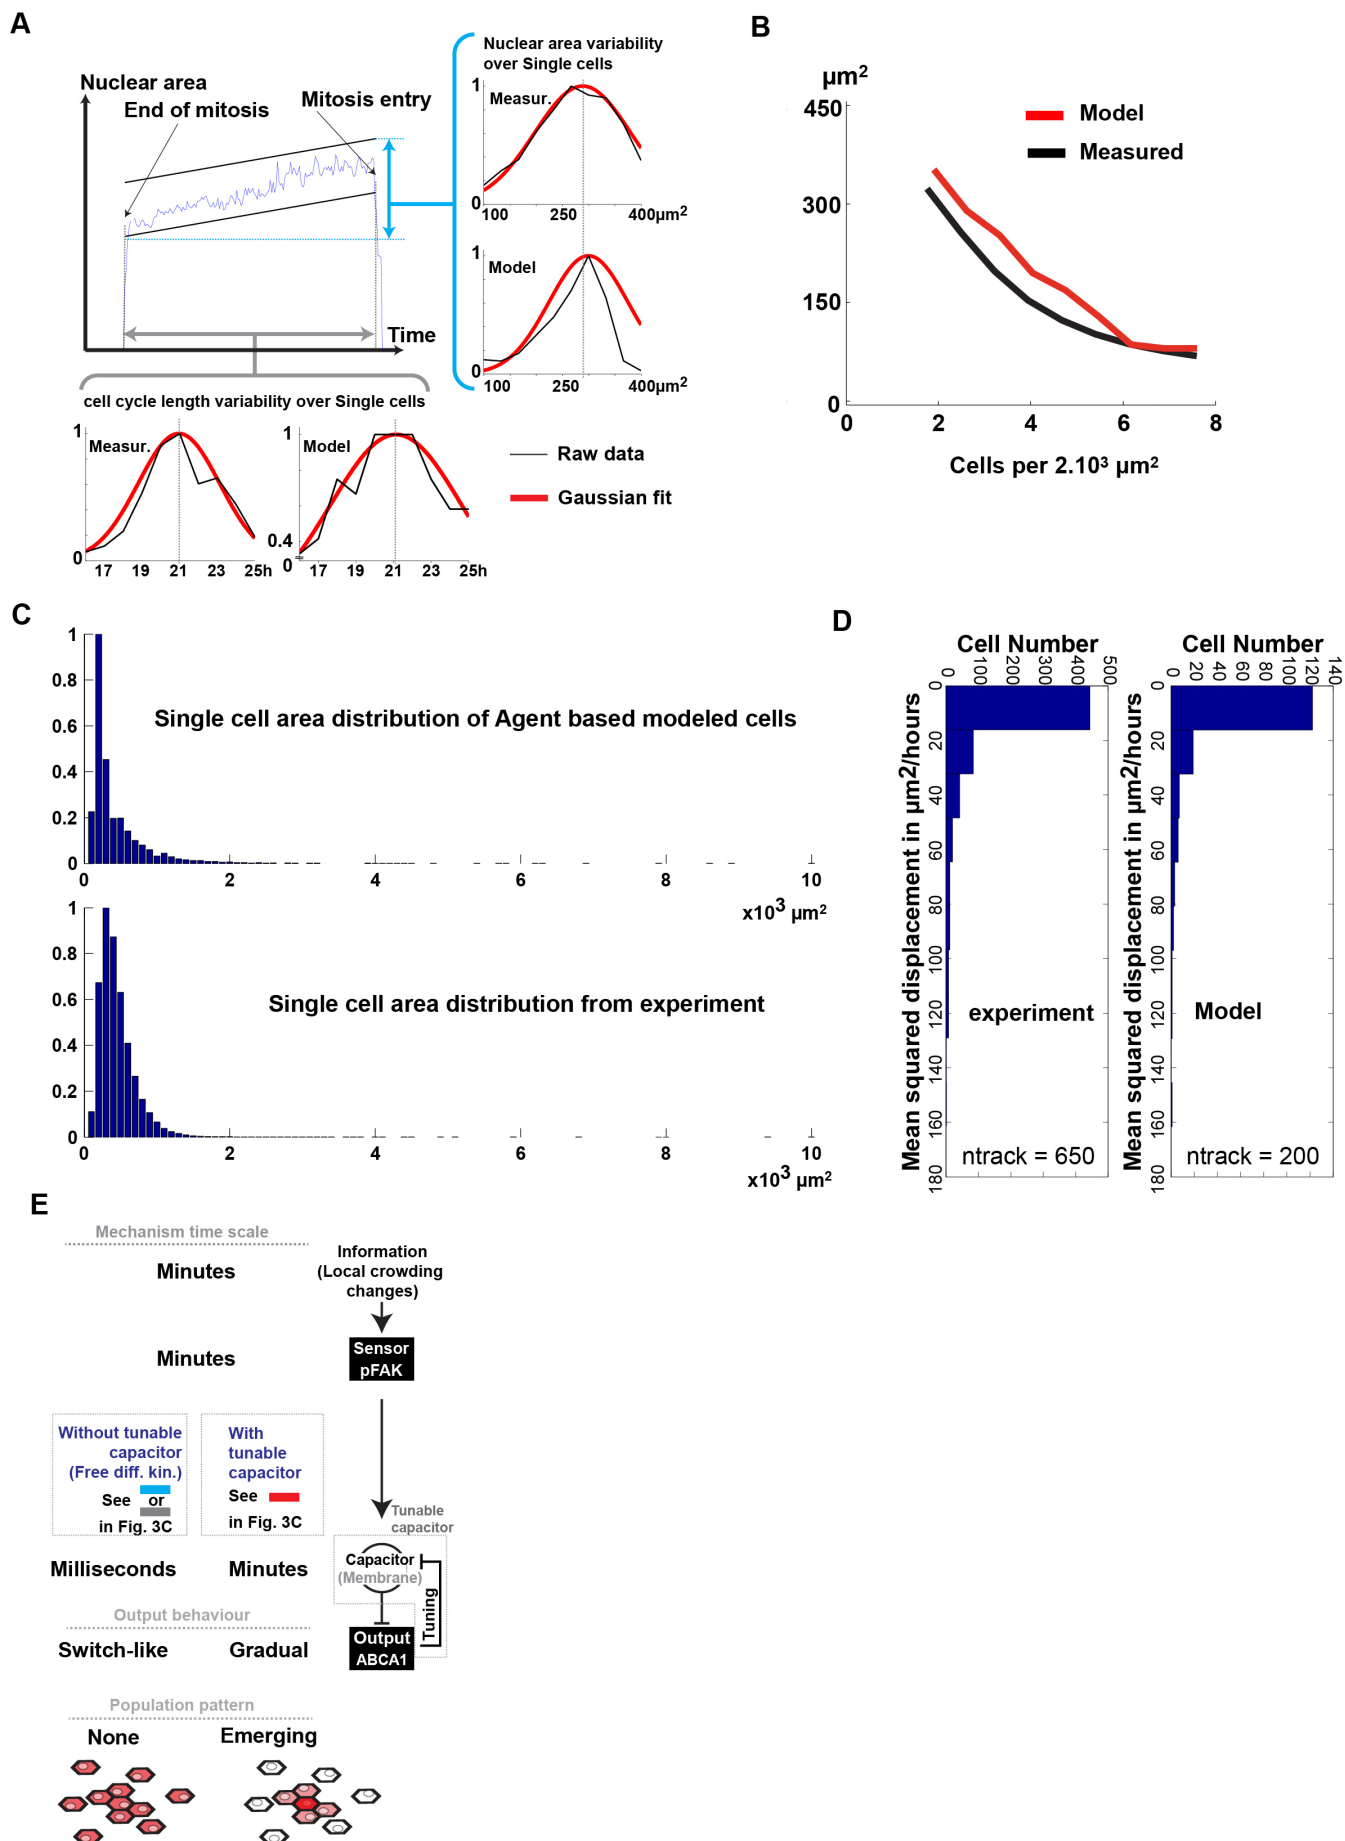 A
Nuclear area
End of mitosis
Mitosis entry
Time
Nuclear area variability
over Single cells
1
Measur.
0
100 250 400µm²
1
Model
0
100 250 400µm²
cell cycle length variability over Single cells
1
Measur.
0
17 19 21 23 25h
1
Model
0.4
0
17 19 21 23 25h
Raw data
Gaussian fit
B
µm²
450
300
150
0
0 2 4 6 8
Model
Measured
Cells per 2.10³ µm²
C
1
0.8
0.6
0.4
0.2
0
Single cell area distribution of Agent based modeled cells
0 2 4 6 8 10
x10³ µm²
1
0.8
0.6
0.4
0.2
0
Single cell area distribution from experiment
0 2 4 6 8 10
x10³ µm²
D
Cell Number
0 100 200 300 400 500
Mean squared displacement in µm2/hours
0 20 40 60 80 100 120 140 160 180
experiment
ntrack = 650
Cell Number
0 20 40 60 80 100 120 140
Mean squared displacement in µm2/hours
0 20 40 60 80 100 120 140 160 180
Model
ntrack = 200
E
Mechanism time scale
Minutes
Information
(Local crowding
changes)
Minutes
Sensor
pFAK
Without tunable
capacitor
(Free diff. kin.)
See or
in Fig. 3C
With
tunable
capacitor
See
in Fig. 3C
Tunable
capacitor
Milliseconds
Minutes
Capacitor
(Membrane)
Tuning
Output behaviour
Switch-like
Gradual
Output
ABCA1
Population pattern
None
Emerging